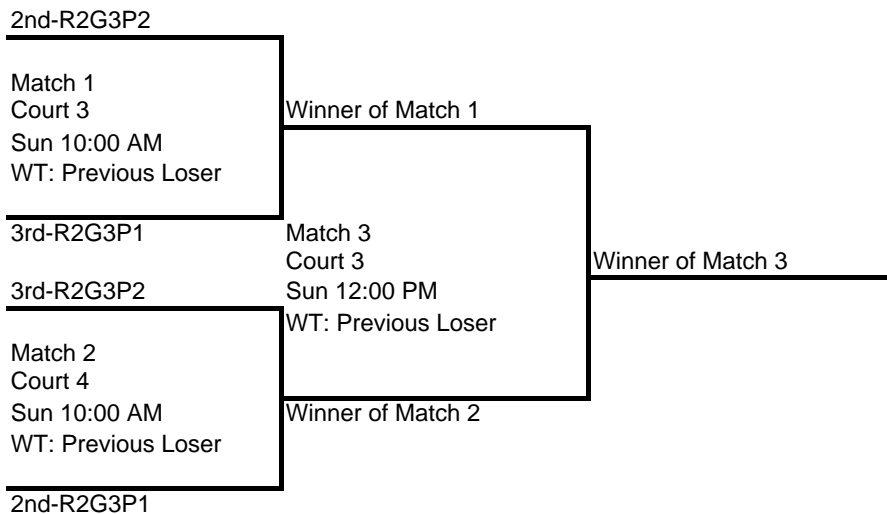 2nd-R2G3P2
Match 1
Court 3
Sun 10:00 AM
WT: Previous Loser
Winner of Match 1
3rd-R2G3P1
Match 3
Court 3
Sun 12:00 PM
WT: Previous Loser
Winner of Match 3
3rd-R2G3P2
Match 2
Court 4
Sun 10:00 AM
WT: Previous Loser
Winner of Match 2
2nd-R2G3P1